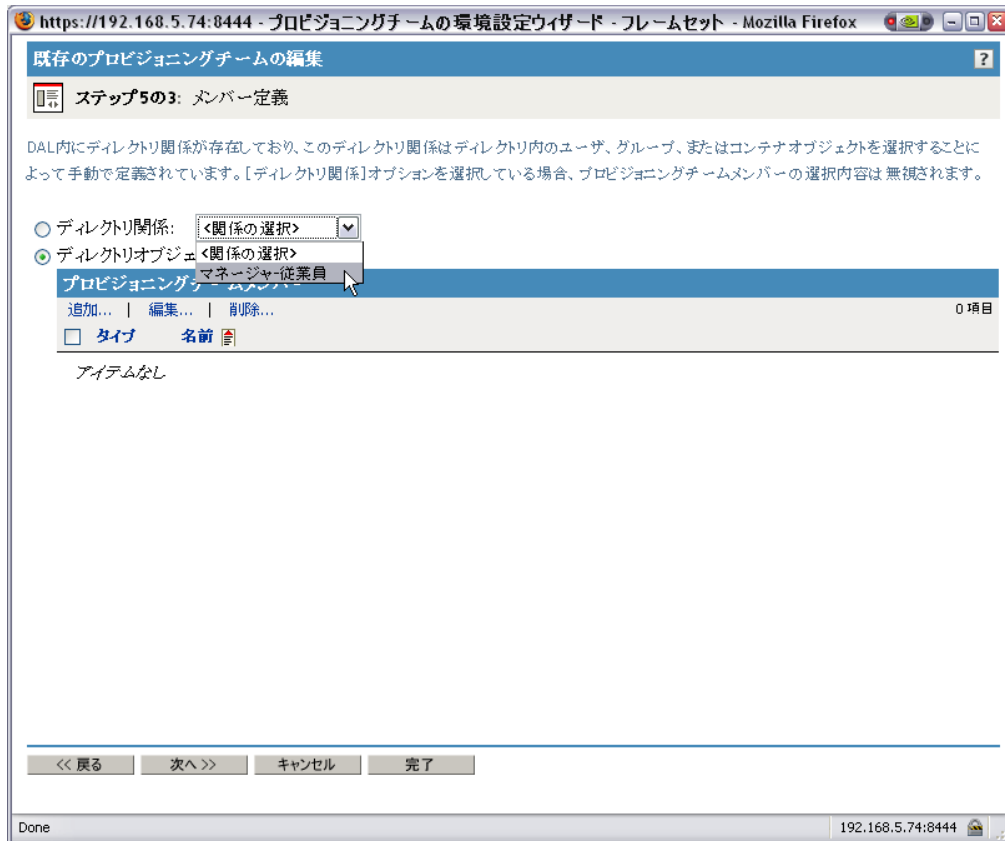 https://192.168.5.74:8444 - プロビジョニングチームの環境設定ウィザード - フレームセット - Mozilla Firefox
既存のプロビジョニングチームの編集 ?
ステップ5の3: メンバー定義
DAL内にディレクトリ関係が存在しており、このディレクトリ関係はディレクトリ内のユーザ、グループ、またはコンテナオブジェクトを選択することに
よって手動で定義されています。[ディレクトリ関係]オプションを選択している場合、プロビジョニングチームメンバーの選択内容は無視されます。
ディレクトリ関係: <関係の選択>
ディレクトリオブジェ <関係の選択>
マネージャ-従業員
プロビジョニングチームメンバー
追加... | 編集... | 削除... 0 項目
タイプ 名前
アイテムなし
<< 戻る 次へ >> キャンセル 完了
Done 192.168.5.74:8444